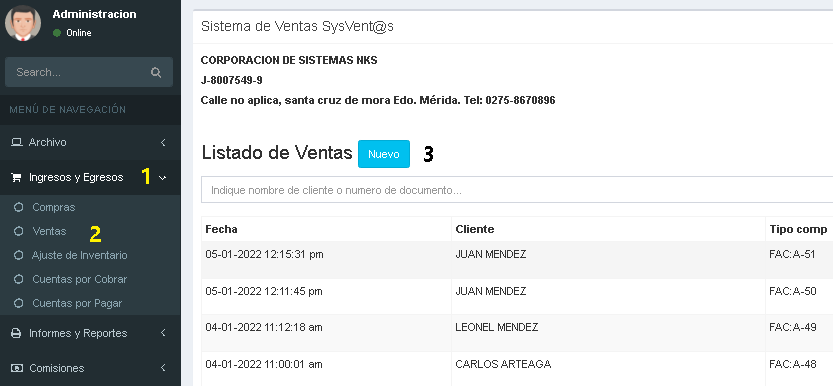 Administracion
Online
Search...
MENÚ DE NAVEGACIÓN
Archivo
Ingresos y Egresos 1
Compras
Ventas 2
Ajuste de Inventario
Cuentas por Cobrar
Cuentas por Pagar
Informes y Reportes
Comisiones
Sistema de Ventas SysVent@s
CORPORACION DE SISTEMAS NKS
J-8007549-9
Calle no aplica, santa cruz de mora Edo. Mérida. Tel: 0275-8670896
Listado de Ventas Nuevo 3
Indique nombre de cliente o numero de documento...
Fecha Cliente Tipo comp
05-01-2022 12:15:31 pm JUAN MENDEZ FAC:A-51
05-01-2022 12:11:45 pm JUAN MENDEZ FAC:A-50
04-01-2022 11:12:18 am LEONEL MENDEZ FAC:A-49
04-01-2022 11:00:01 am CARLOS ARTEAGA FAC:A-48